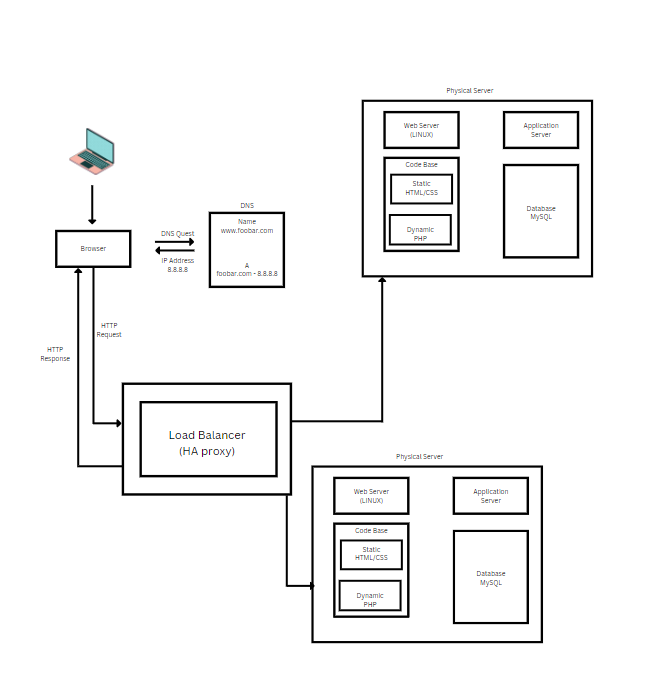 Physical Server
Web Server
(LINUX)
Application
Server
Code Base
Static
HTML/CSS
Dynamic
PHP
Database
MySQL
DNS
Name
www.foobar.com
A
foobar.com - 8.8.8.8
Browser
DNS Quest
IP Address
8.8.8.8
HTTP
Request
HTTP
Response
Load Balancer
(HA proxy)
Physical Server
Web Server
(LINUX)
Application
Server
Code Base
Static
HTML/CSS
Dynamic
PHP
Database
MySQL